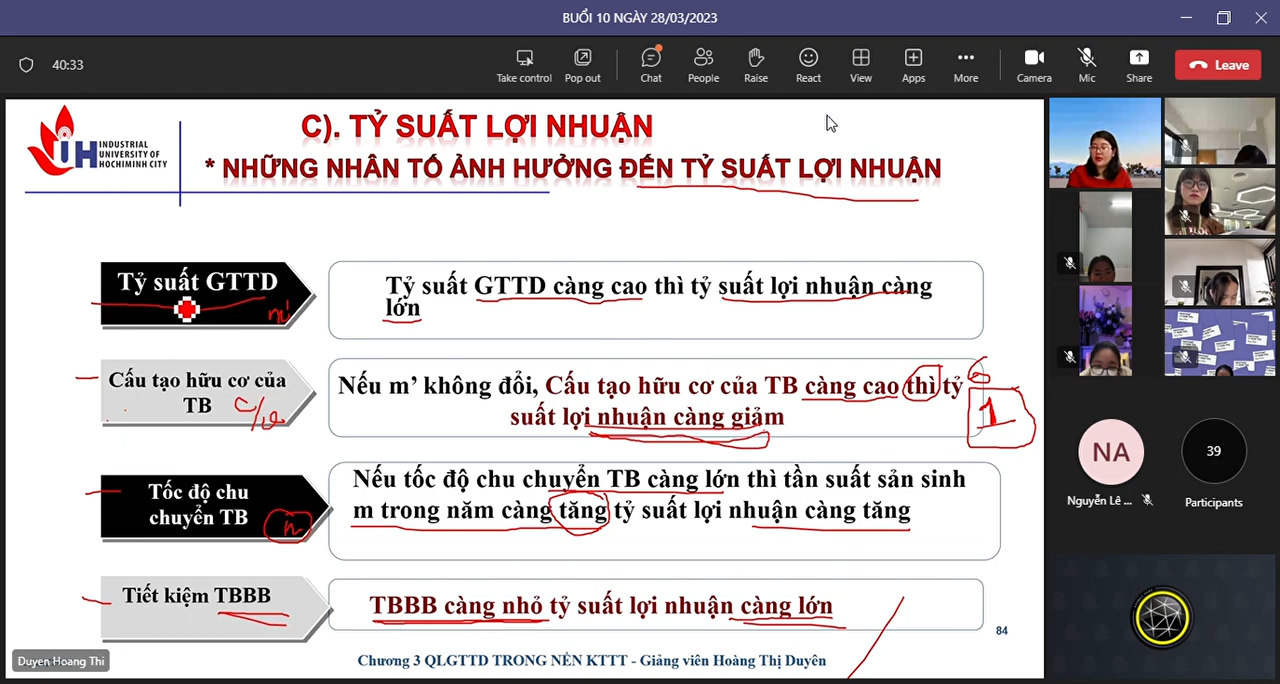 BUỔI 10 NGÀY 28/03/2023
40:33
Take control
Pop out
Chat
People
Raise
React
View
Apps
More
Camera
Mic
Share
Leave
INDUSTRIAL
UNIVERSITY OF
HOCHIMINH CITY
C). TỶ SUẤT LỢI NHUẬN
* NHỮNG NHÂN TỐ ẢNH HƯỞNG ĐẾN TỶ SUẤT LỢI NHUẬN
Tỷ suất GTTD
m'
Tỷ suất GTTD càng cao thì tỷ suất lợi nhuận càng
lớn
Cấu tạo hữu cơ của
TB
c/v
Nếu m’ không đổi, Cấu tạo hữu cơ của TB càng cao thì tỷ
suất lợi nhuận càng giảm
1
Tốc độ chu
chuyển TB
n
Nếu tốc độ chu chuyển TB càng lớn thì tần suất sản sinh
m trong năm càng tăng tỷ suất lợi nhuận càng tăng
Tiết kiệm TBBB
TBBB càng nhỏ tỷ suất lợi nhuận càng lớn
84
Chương 3 QLGTTD TRONG NỀN KTTT - Giảng viên Hoàng Thị Duyên
Duyen Hoang Thi
NA
Nguyễn Lê ...
39
Participants